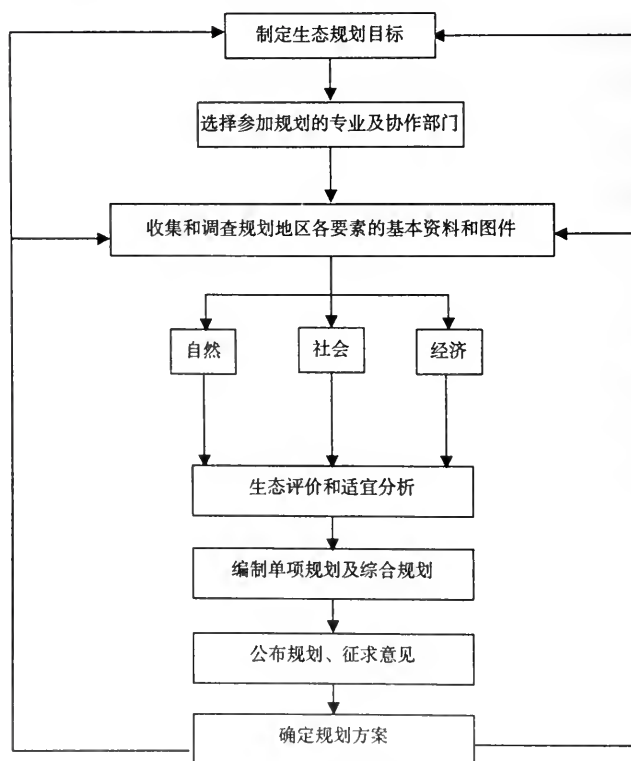 制定生态规划目标
选择参加规划的专业及协作部门
收集和调查规划地区各要素的基本资料和图件
自然
社会
经济
生态评价和适宜分析
编制单项规划及综合规划
公布规划、征求意见
确定规划方案